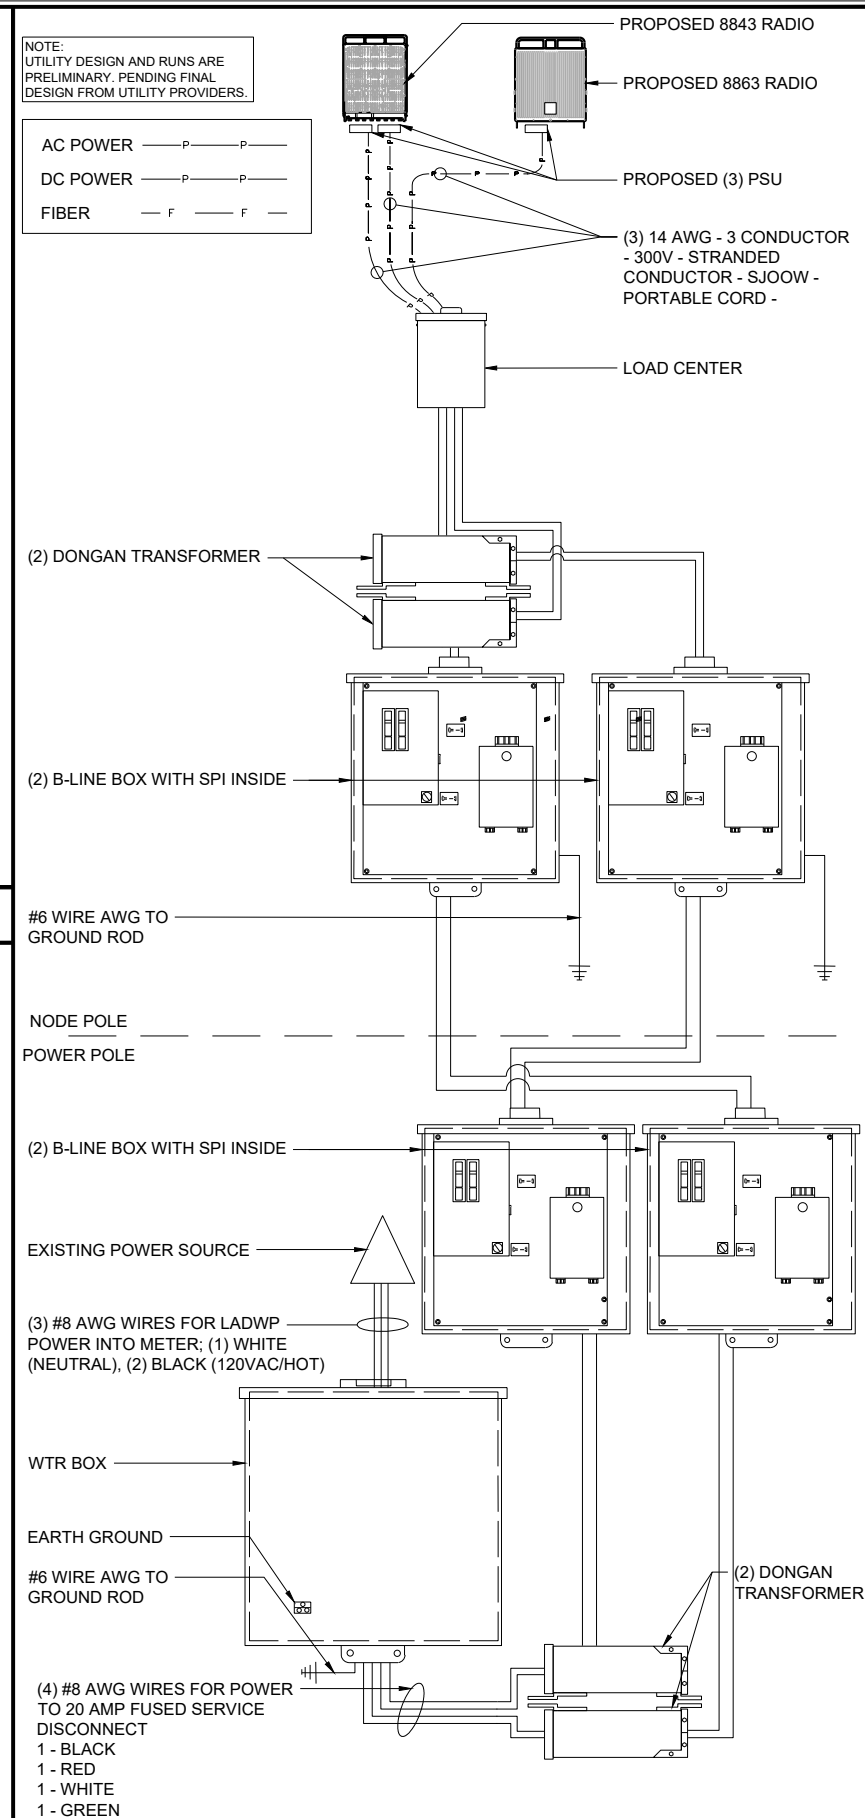 NOTE:
UTILITY DESIGN AND RUNS ARE
PRELIMINARY. PENDING FINAL
DESIGN FROM UTILITY PROVIDERS.
AC POWER P P
DC POWER P P
FIBER F F
PROPOSED 8843 RADIO
PROPOSED 8863 RADIO
PROPOSED (3) PSU
(3) 14 AWG - 3 CONDUCTOR
- 300V - STRANDED
CONDUCTOR - SJOOW -
PORTABLE CORD -
LOAD CENTER
(2) DONGAN TRANSFORMER
(2) B-LINE BOX WITH SPI INSIDE
#6 WIRE AWG TO
GROUND ROD
NODE POLE
POWER POLE
(2) B-LINE BOX WITH SPI INSIDE
EXISTING POWER SOURCE
(3) #8 AWG WIRES FOR LADWP
POWER INTO METER; (1) WHITE
(NEUTRAL), (2) BLACK (120VAC/HOT)
WTR BOX
EARTH GROUND
#6 WIRE AWG TO
GROUND ROD
(2) DONGAN
TRANSFORMER
(4) #8 AWG WIRES FOR POWER
TO 20 AMP FUSED SERVICE
DISCONNECT
1 - BLACK
1 - RED
1 - WHITE
1 - GREEN